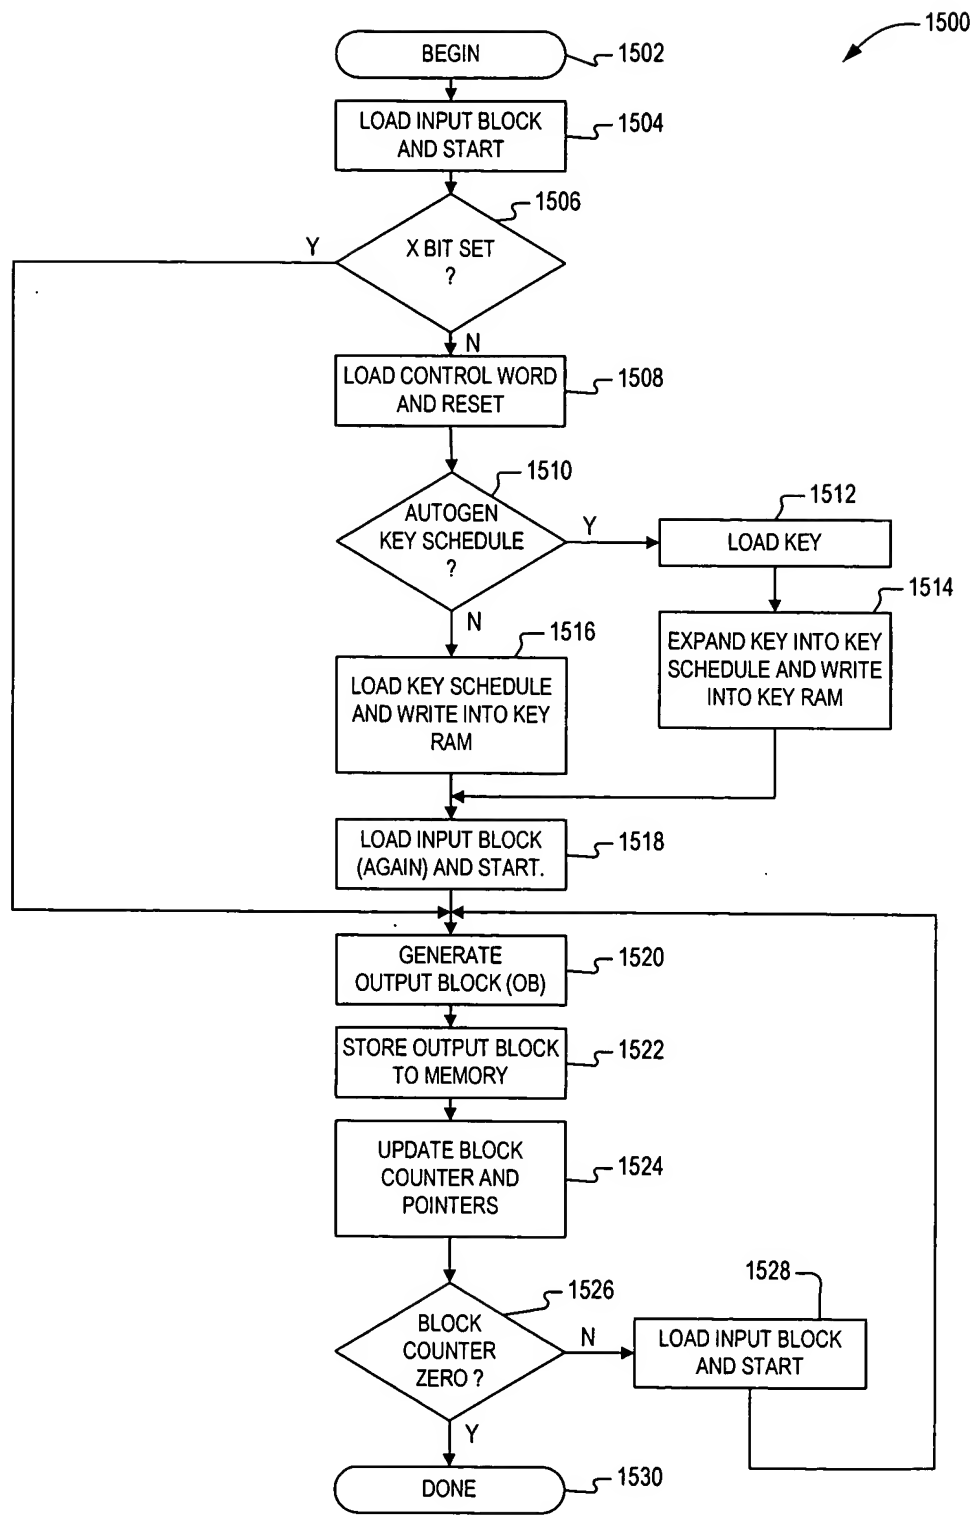 1500
BEGIN
1502
LOAD INPUT BLOCK
AND START
1504
1506
X BIT SET
?
Y
N
LOAD CONTROL WORD
AND RESET
1508
1510
AUTOGEN
KEY SCHEDULE
?
Y
N
1512
LOAD KEY
1514
EXPAND KEY INTO KEY
SCHEDULE AND WRITE
INTO KEY RAM
1516
LOAD KEY SCHEDULE
AND WRITE INTO KEY
RAM
LOAD INPUT BLOCK
(AGAIN) AND START.
1518
GENERATE
OUTPUT BLOCK (OB)
1520
STORE OUTPUT BLOCK
TO MEMORY
1522
UPDATE BLOCK
COUNTER AND
POINTERS
1524
1526
BLOCK
COUNTER
ZERO ?
N
Y
1528
LOAD INPUT BLOCK
AND START
DONE
1530